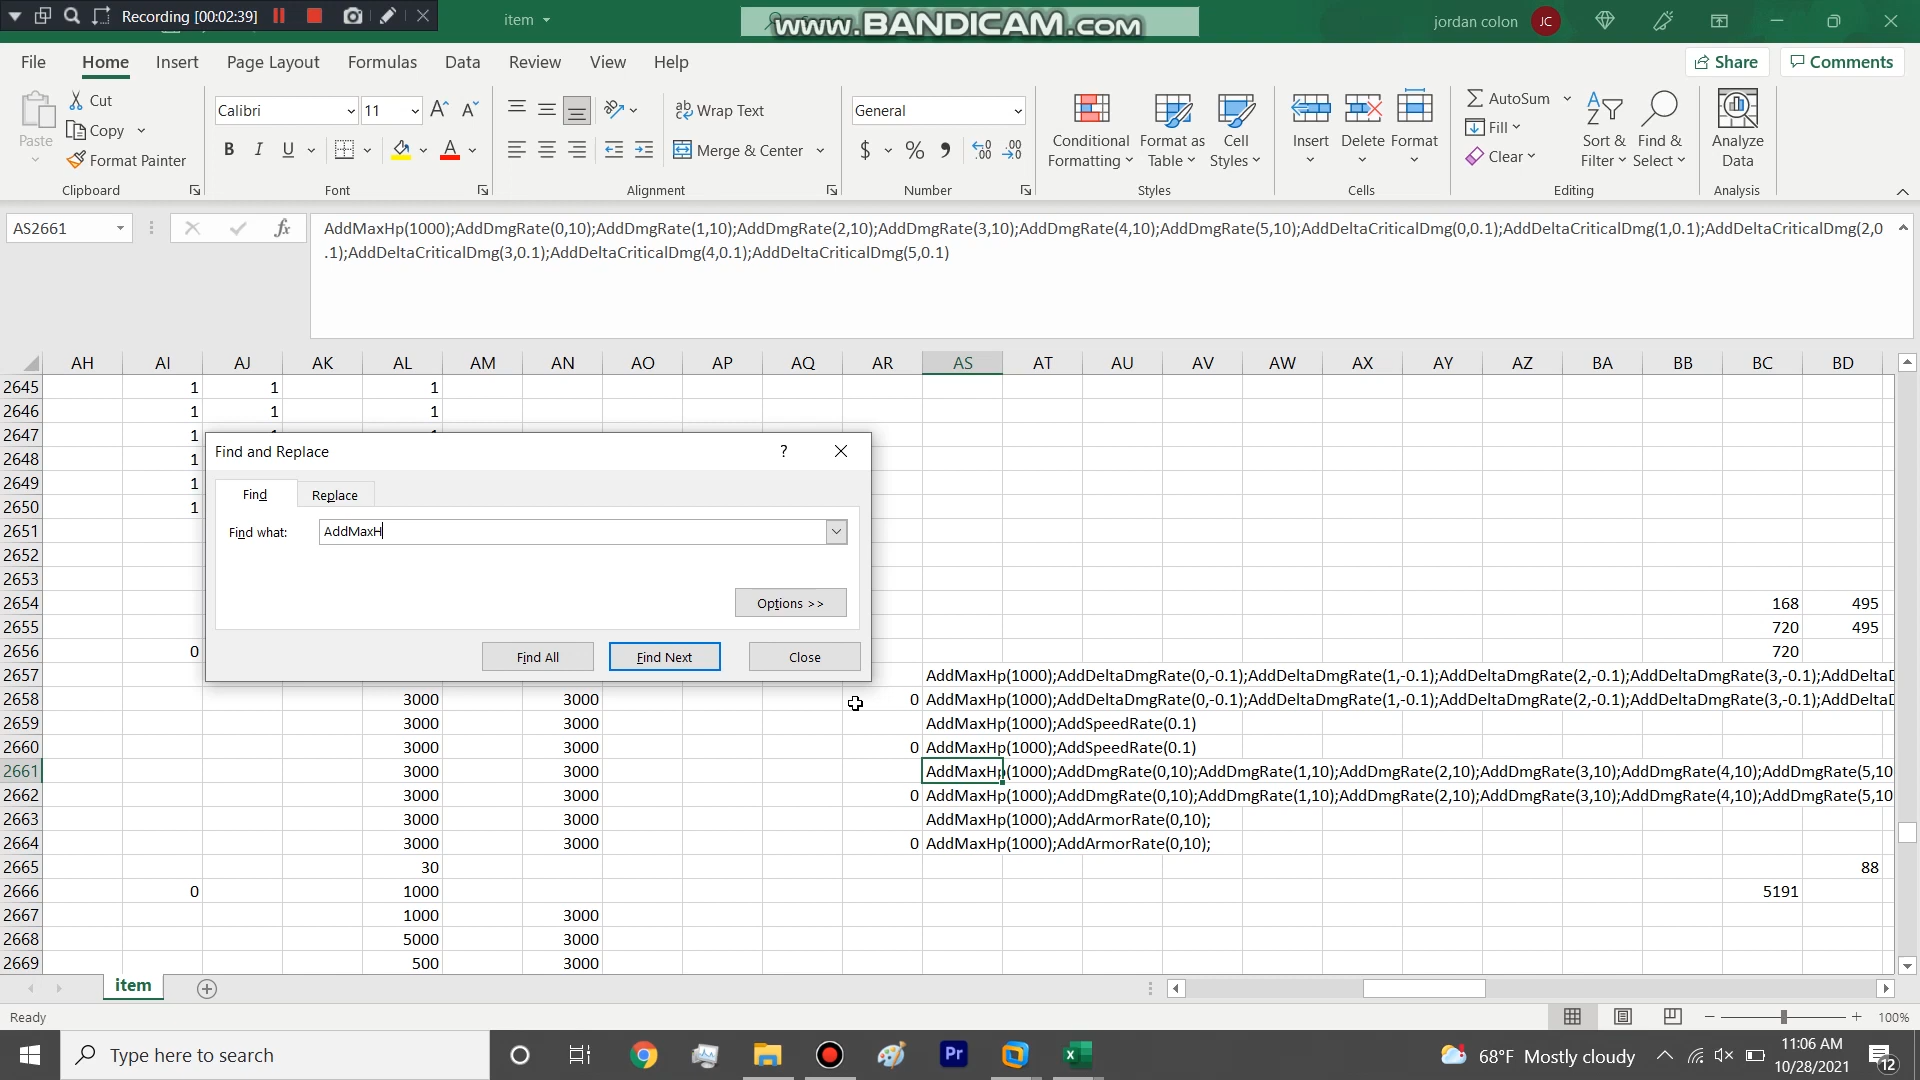 Recording [00:02:39]
item
www.BANDICAM.com
jordan colon
JC
File
Home
Insert
Page Layout
Formulas
Data
Review
View
Help
Share
Comments
Paste
Cut
Copy
Format Painter
Clipboard
Calibri
11
B
I
U
Font
Wrap Text
Merge & Center
Alignment
General
Number
Conditional
Formatting
Format as
Table
Cell
Styles
Styles
Insert
Delete
Format
Cells
AutoSum
Fill
Clear
Sort &
Filter
Find &
Select
Editing
Analyze
Data
Analysis
AS2661
AddMaxHp(1000);AddDmgRate(0,10);AddDmgRate(1,10);AddDmgRate(2,10);AddDmgRate(3,10);AddDmgRate(4,10);AddDmgRate(5,10);AddDeltaCriticalDmg(0,0.1);AddDeltaCriticalDmg(1,0.1);AddDeltaCriticalDmg(2,0
.1);AddDeltaCriticalDmg(3,0.1);AddDeltaCriticalDmg(4,0.1);AddDeltaCriticalDmg(5,0.1)
AH AI AJ AK AL AM AN AO AP AQ AR AS AT AU AV AW AX AY AZ BA BB BC BD
2645 1 1 1
2646 1 1 1
2647 1
2648 1
2649 1
2650 1
2651
2652
2653
2654 168 495
2655 720 495
2656 0 720
2657 AddMaxHp(1000);AddDeltaDmgRate(0,-0.1);AddDeltaDmgRate(1,-0.1);AddDeltaDmgRate(2,-0.1);AddDeltaDmgRate(3,-0.1);AddDeltaD
2658 3000 3000 0 AddMaxHp(1000);AddDeltaDmgRate(0,-0.1);AddDeltaDmgRate(1,-0.1);AddDeltaDmgRate(2,-0.1);AddDeltaDmgRate(3,-0.1);AddDeltaD
2659 3000 3000 AddMaxHp(1000);AddSpeedRate(0.1)
2660 3000 3000 0 AddMaxHp(1000);AddSpeedRate(0.1)
2661 3000 3000 AddMaxHp(1000);AddDmgRate(0,10);AddDmgRate(1,10);AddDmgRate(2,10);AddDmgRate(3,10);AddDmgRate(4,10);AddDmgRate(5,10
2662 3000 3000 0 AddMaxHp(1000);AddDmgRate(0,10);AddDmgRate(1,10);AddDmgRate(2,10);AddDmgRate(3,10);AddDmgRate(4,10);AddDmgRate(5,10
2663 3000 3000 AddMaxHp(1000);AddArmorRate(0,10);
2664 3000 3000 0 AddMaxHp(1000);AddArmorRate(0,10);
2665 30 88
2666 0 1000 5191
2667 1000 3000
2668 5000 3000
2669 500 3000
Find and Replace
?
Find
Replace
Find what:
AddMaxH
Options >>
Find All
Find Next
Close
item
Ready
100%
Type here to search
Pr
68°F Mostly cloudy
11:06 AM
10/28/2021
12